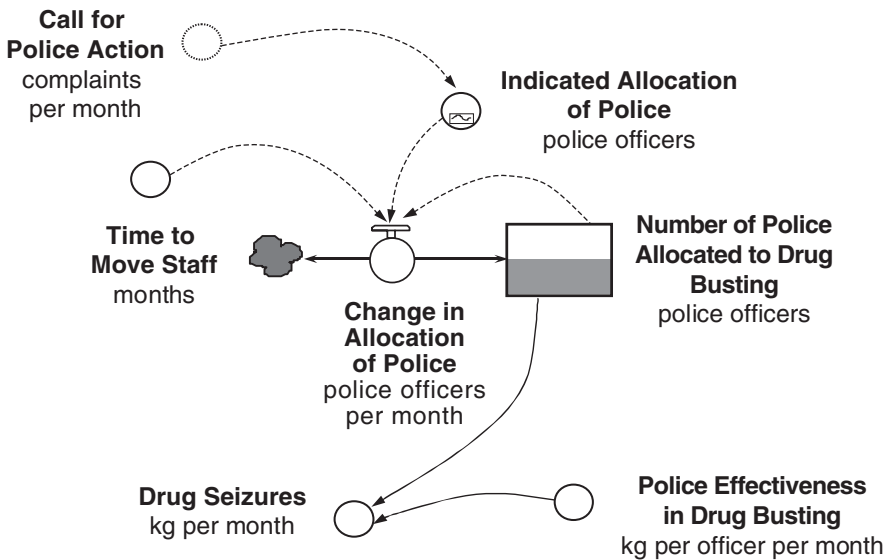 Call for
Police Action
complaints
per month
Indicated Allocation
of Police
police officers
Time to
Move Staff
months
Number of Police
Allocated to Drug
Busting
police officers
Change in
Allocation
of Police
police officers
per month
Drug Seizures
kg per month
Police Effectiveness
in Drug Busting
kg per officer per month